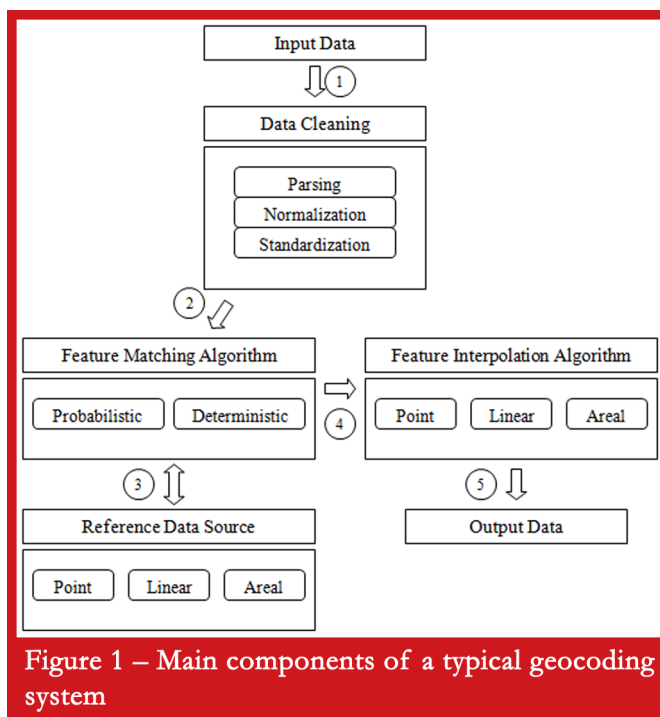 Input Data
1
Data Cleaning
Parsing
Normalization
Standardization
2
Feature Matching Algorithm
Feature Interpolation Algorithm
Probabilistic
Deterministic
4
Point
Linear
Areal
3
5
Reference Data Source
Output Data
Point
Linear
Areal
Figure 1 – Main components of a typical geocoding
system